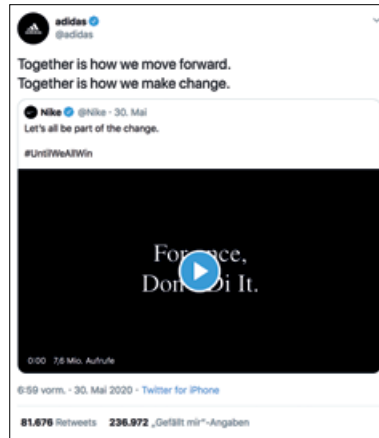 adidas
@adidas
Together is how we move forward.
Together is how we make change.
Nike @Nike · 30. Mai
Let's all be part of the change.
#UntilWeAllWin
For once,
Don't Do It.
0:00 7,6 Mio. Aufrufe
6:59 vorm. · 30. Mai 2020 · Twitter for iPhone
81.676 Retweets 236.972 „Gefällt mir"-Angaben